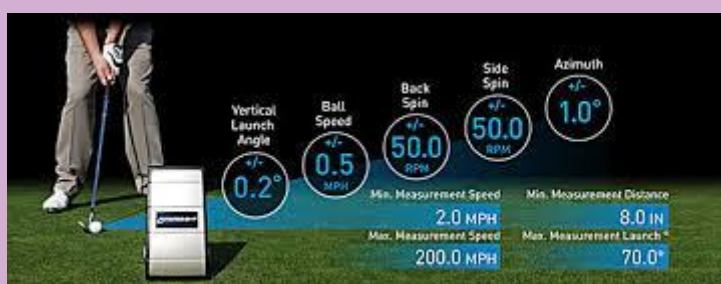 Vertical
Launch
Angle
+/-
0.2°
Ball
Speed
+/-
0.5
MPH
Back
Spin
+/-
50.0
RPM
Side
Spin
+/-
50.0
RPM
Azimuth
+/-
1.0°
Min. Measurement Speed
2.0 MPH
Max. Measurement Speed
200.0 MPH
Min. Measurement Distance
8.0 IN
Max. Measurement Launch °
70.0°